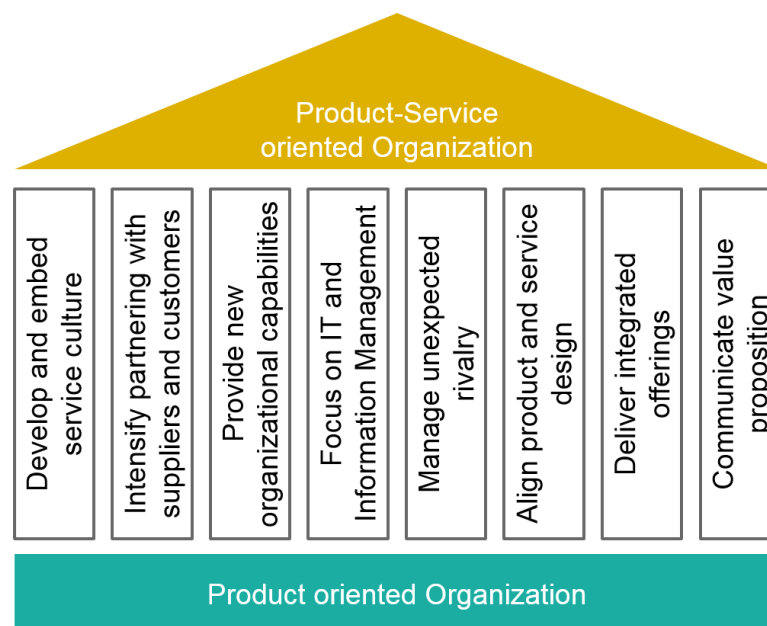 Product-Service
oriented Organization
Develop and embed
service culture
Intensify partnering with
suppliers and customers
Provide new
organizational capabilities
Focus on IT and
Information Management
Manage unexpected
rivalry
Align product and service
design
Deliver integrated
offerings
Communicate value
proposition
Product oriented Organization